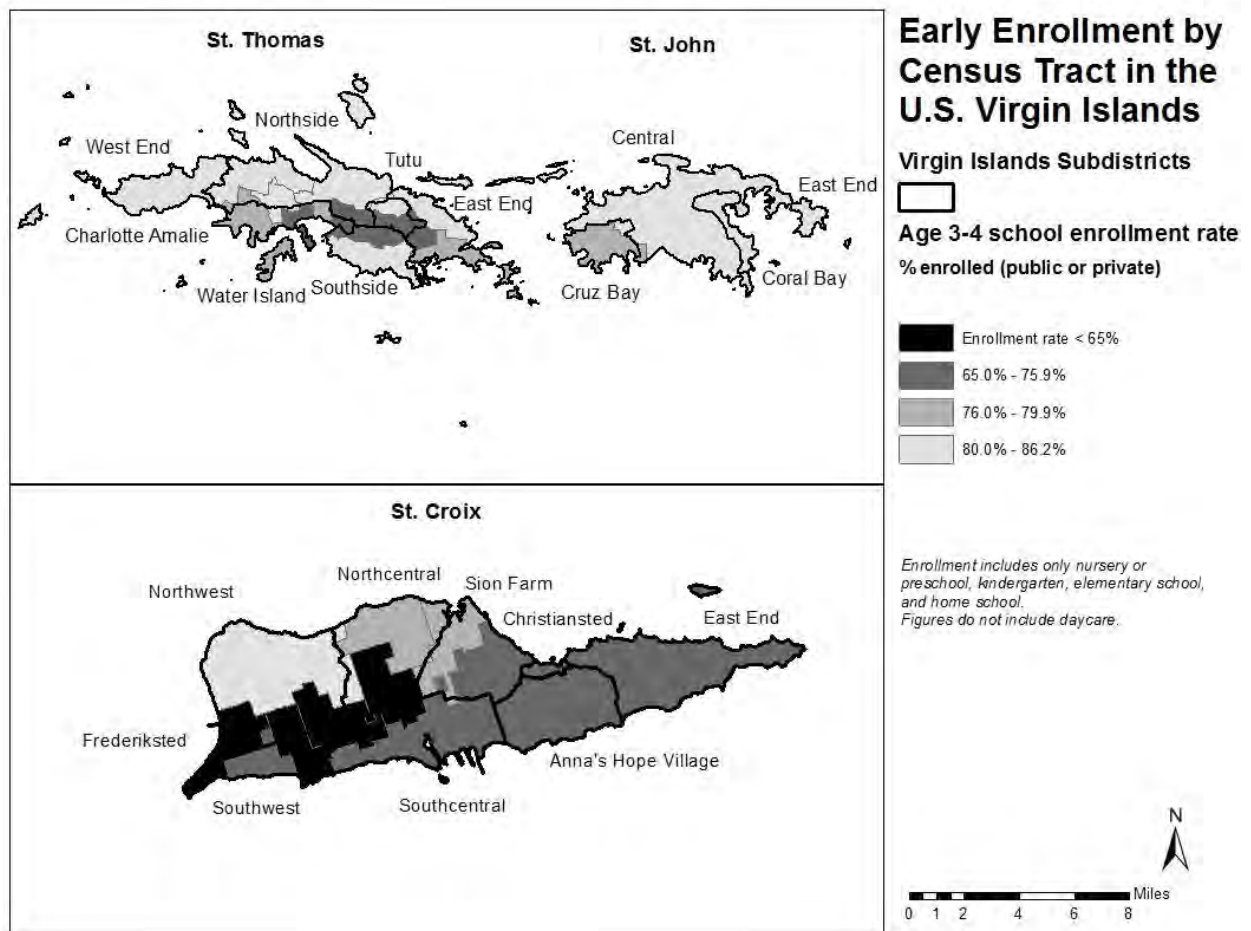 St. Thomas
St. John
Northside
West End
Tutu
East End
Charlotte Amalie
Water Island
Southside
Central
East End
Coral Bay
Cruz Bay
St. Croix
Northwest
Northcentral
Sion Farm
Christiansted
East End
Frederiksted
Anna's Hope Village
Southwest
Southcentral
Early Enrollment by
Census Tract in the
U.S. Virgin Islands
Virgin Islands Subdistricts
Age 3-4 school enrollment rate
% enrolled (public or private)
Enrollment rate < 65%
65.0% - 75.9%
76.0% - 79.9%
80.0% - 86.2%
Enrollment includes only nursery or
preschool, kindergarten, elementary school,
and home school.
Figures do not include daycare.
N
Miles
0 1 2 4 6 8